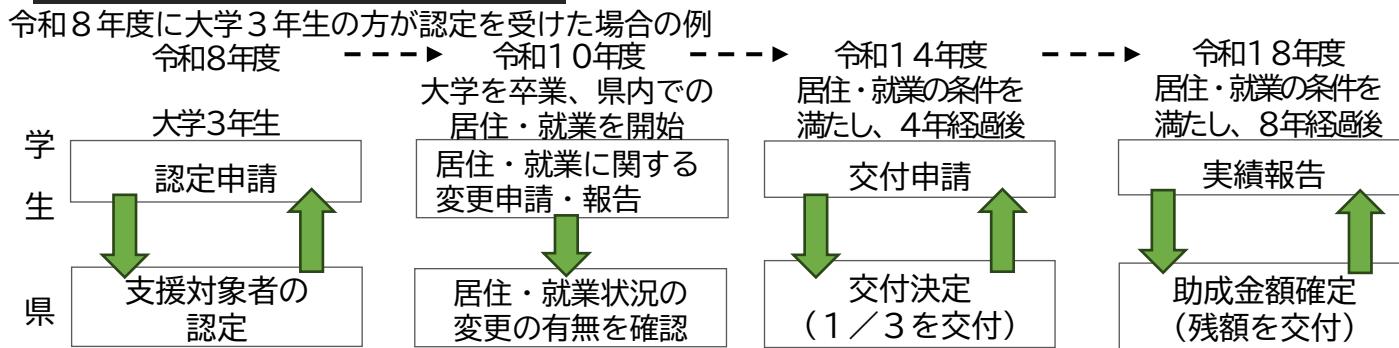 令和８年度に大学３年生の方が認定を受けた場合の例
令和8年度
令和１０年度
令和１４年度
令和１８年度
大学を卒業、県内での
居住・就業を開始
居住・就業の条件を
満たし、４年経過後
居住・就業の条件を
満たし、８年経過後
学
生
大学3年生
認定申請
居住・就業に関する
変更申請・報告
交付申請
実績報告
県
支援対象者の
認定
居住・就業状況の
変更の有無を確認
交付決定
（１／３を交付）
助成金額確定
（残額を交付）